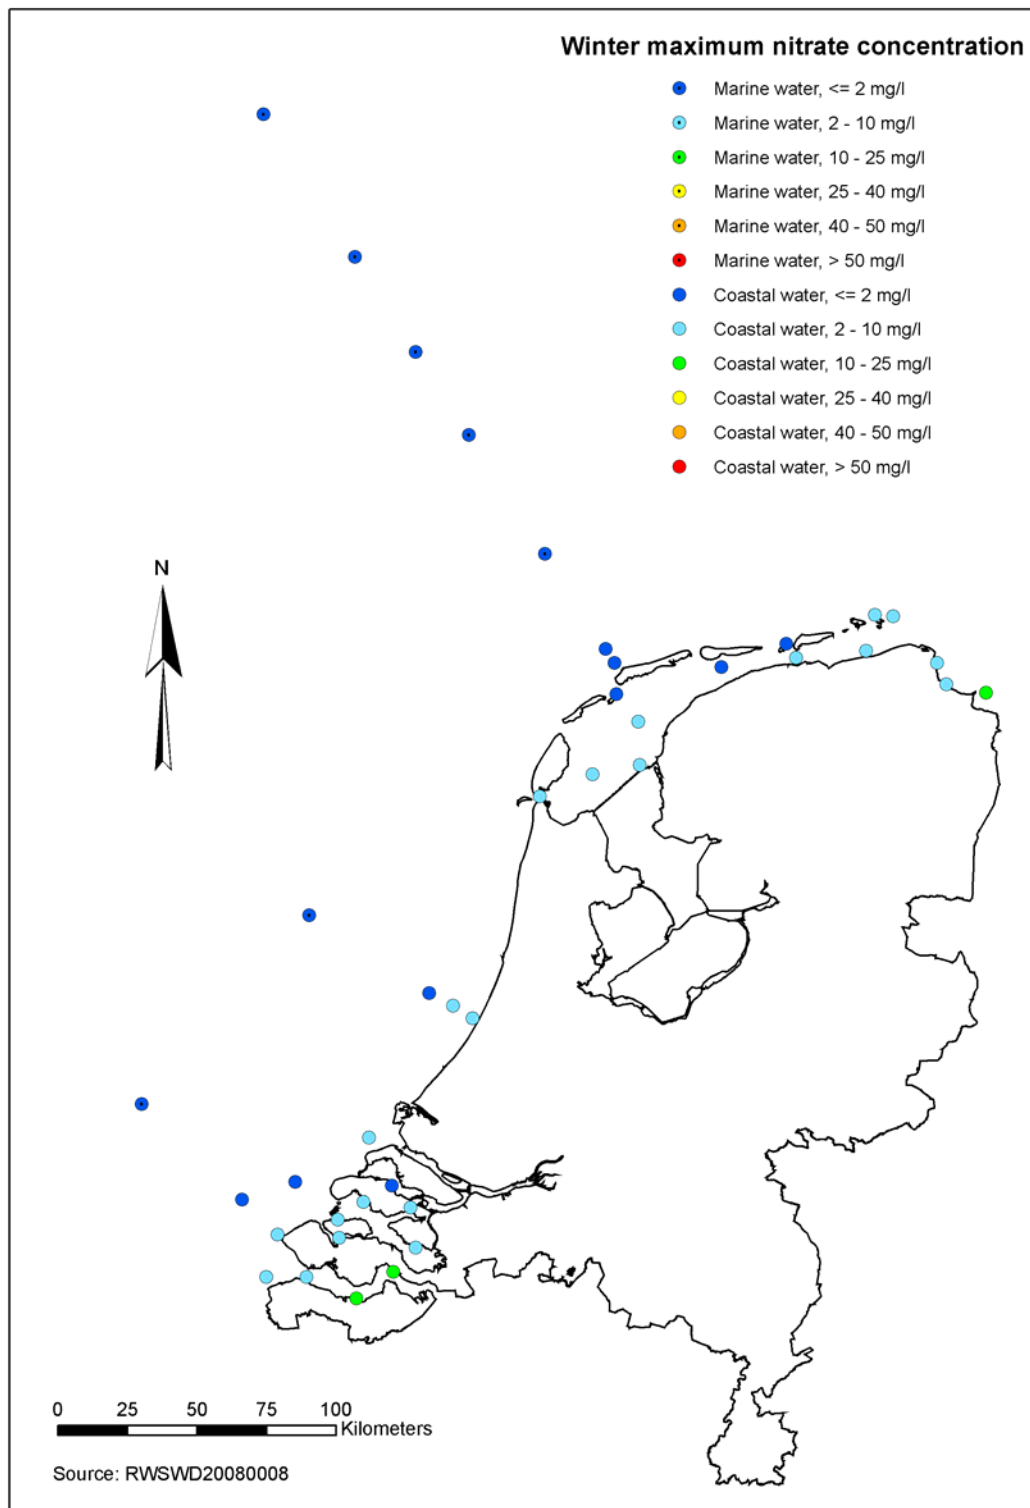 Winter maximum nitrate concentration
Marine water, <= 2 mg/l
Marine water, 2 - 10 mg/l
Marine water, 10 - 25 mg/l
Marine water, 25 - 40 mg/l
Marine water, 40 - 50 mg/l
Marine water, > 50 mg/l
Coastal water, <= 2 mg/l
Coastal water, 2 - 10 mg/l
Coastal water, 10 - 25 mg/l
Coastal water, 25 - 40 mg/l
Coastal water, 40 - 50 mg/l
Coastal water, > 50 mg/l
N
0 25 50 75 100
Kilometers
Source: RWSWD20080008